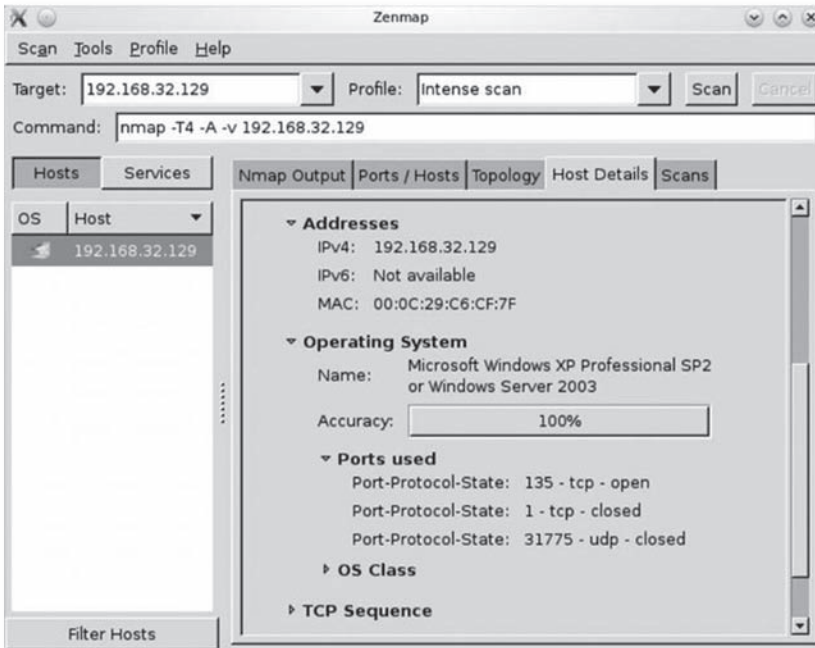 Zenmap
Scan Tools Profile Help
Target: 192.168.32.129 Profile: Intense scan Scan Cancel
Command: nmap -T4 -A -v 192.168.32.129
Hosts Services
Nmap Output Ports / Hosts Topology Host Details Scans
OS Host
192.168.32.129
Addresses
IPv4: 192.168.32.129
IPv6: Not available
MAC: 00:0C:29:C6:CF:7F
Operating System
Name: Microsoft Windows XP Professional SP2
or Windows Server 2003
Accuracy: 100%
Ports used
Port-Protocol-State: 135 - tcp - open
Port-Protocol-State: 1 - tcp - closed
Port-Protocol-State: 31775 - udp - closed
OS Class
TCP Sequence
Filter Hosts